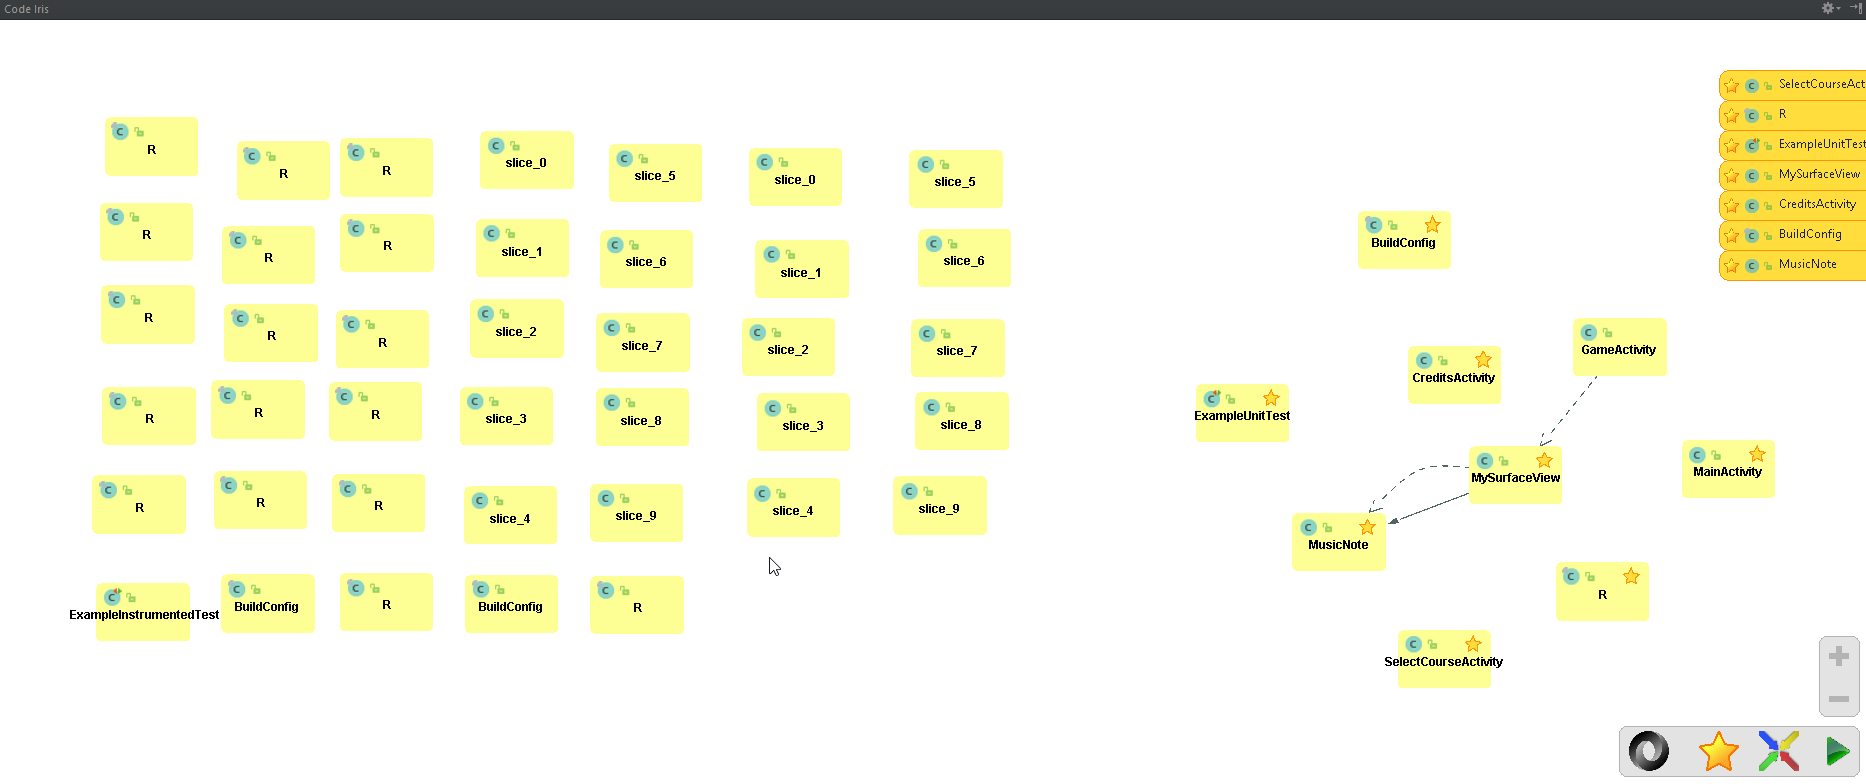 Code Iris
SelectCourseAct
R
ExampleUnitTest
MySurfaceView
CreditsActivity
BuildConfig
MusicNote
R
R
R
slice_0
slice_5
slice_0
slice_5
R
R
R
slice_1
slice_6
slice_1
slice_6
R
R
R
slice_2
slice_7
slice_2
slice_7
R
R
R
slice_3
slice_8
slice_3
slice_8
R
R
R
slice_4
slice_9
slice_4
slice_9
ExampleInstrumentedTest
BuildConfig
R
BuildConfig
R
BuildConfig
GameActivity
CreditsActivity
ExampleUnitTest
MySurfaceView
MainActivity
MusicNote
R
SelectCourseActivity